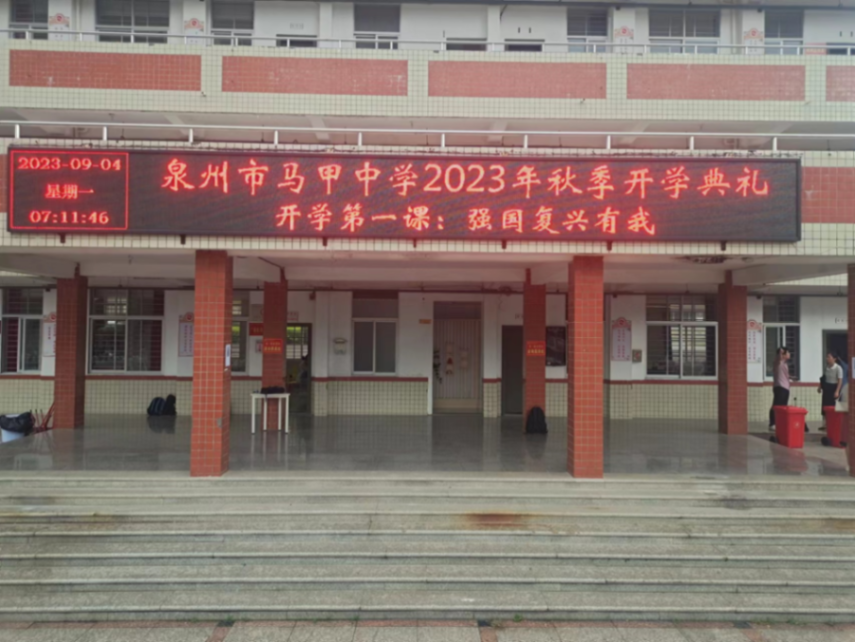 2023-09-04
星期一
07:11:46
泉州市马甲中学2023年秋季开学典礼
开学第一课：强国复兴有我